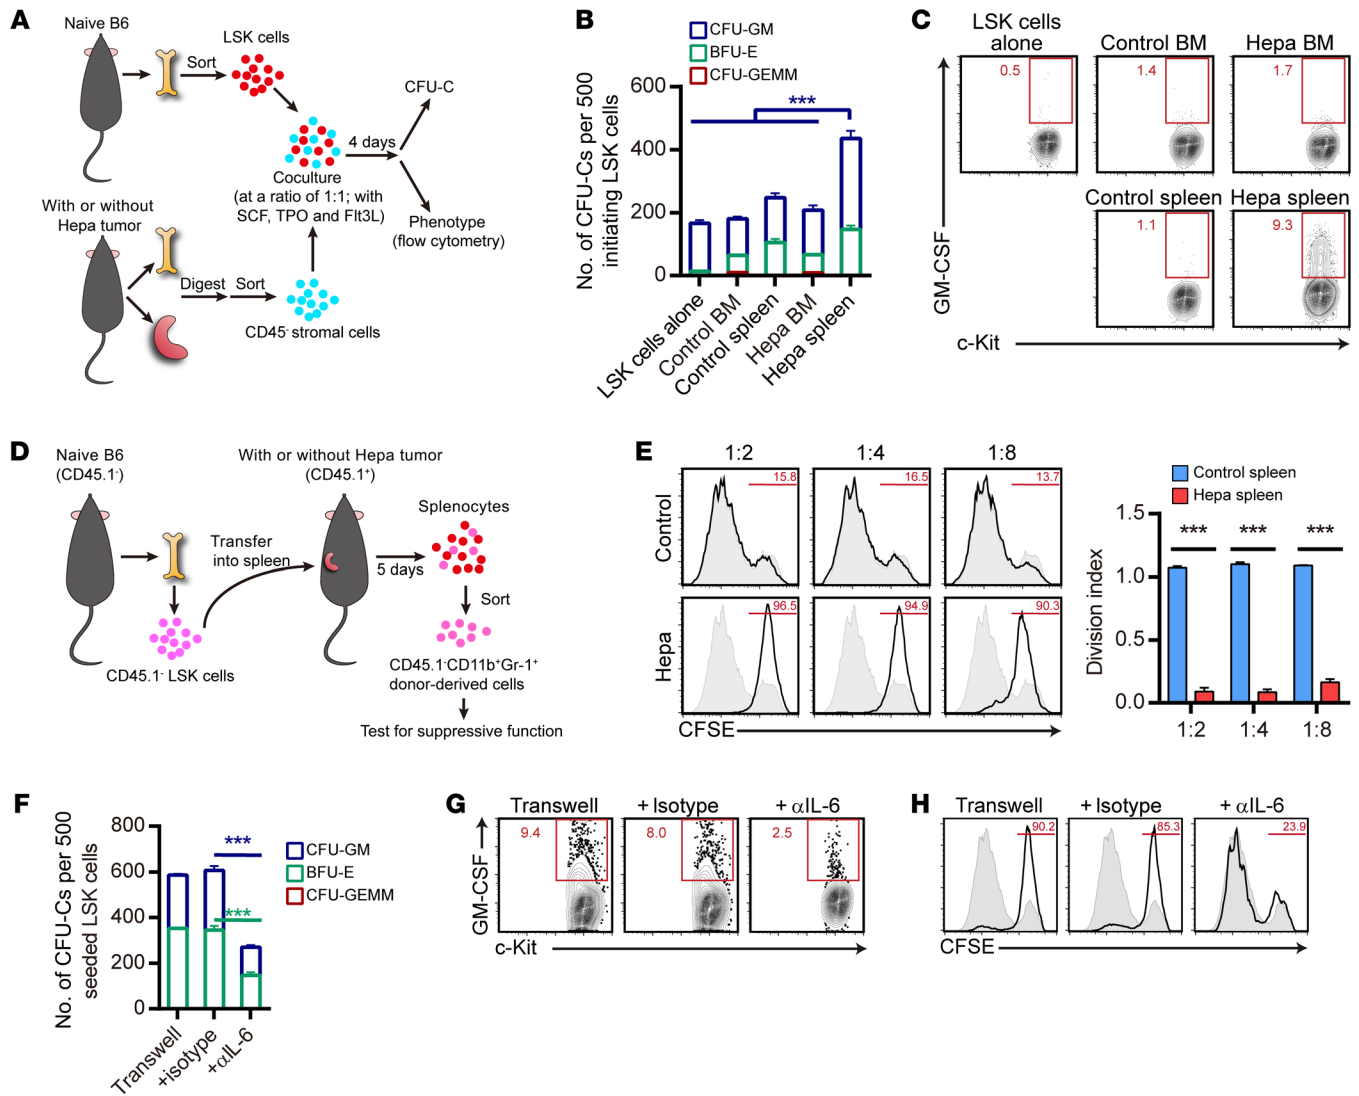 A
Naive B6
Sort
LSK cells
CFU-C
4 days
Coculture
(at a ratio of 1:1; with
SCF, TPO and Flt3L)
Phenotype
(flow cytometry)
With or without
Hepa tumor
Digest
Sort
CD45- stromal cells
B
CFU-GM
BFU-E
CFU-GEMM
No. of CFU-Cs per 500
initiating LSK cells
600
400
200
0
***
LSK cells alone
Control BM
Control spleen
Hepa BM
Hepa spleen
C
LSK cells
alone
Control BM
Hepa BM
0.5
1.4
1.7
Control spleen
Hepa spleen
1.1
9.3
GM-CSF
c-Kit
D
Naive B6
(CD45.1-)
With or without Hepa tumor
(CD45.1+)
Transfer
into spleen
5 days
Splenocytes
Sort
CD45.1- LSK cells
CD45.1-CD11b+Gr-1+
donor-derived cells
Test for suppressive function
E
1:2
1:4
1:8
Control
15.8
16.5
13.7
Hepa
96.5
94.9
90.3
CFSE
Control spleen
Hepa spleen
Division index
1.5
1.0
0.5
0.0
***
***
***
1:2
1:4
1:8
F
No. of CFU-Cs per 500
seeded LSK cells
800
600
400
200
0
***
***
CFU-GM
BFU-E
CFU-GEMM
Transwell
+isotype
+αIL-6
G
Transwell
+ Isotype
+ αIL-6
9.4
8.0
2.5
GM-CSF
c-Kit
H
Transwell
+ Isotype
+ αIL-6
90.2
85.3
23.9
CFSE